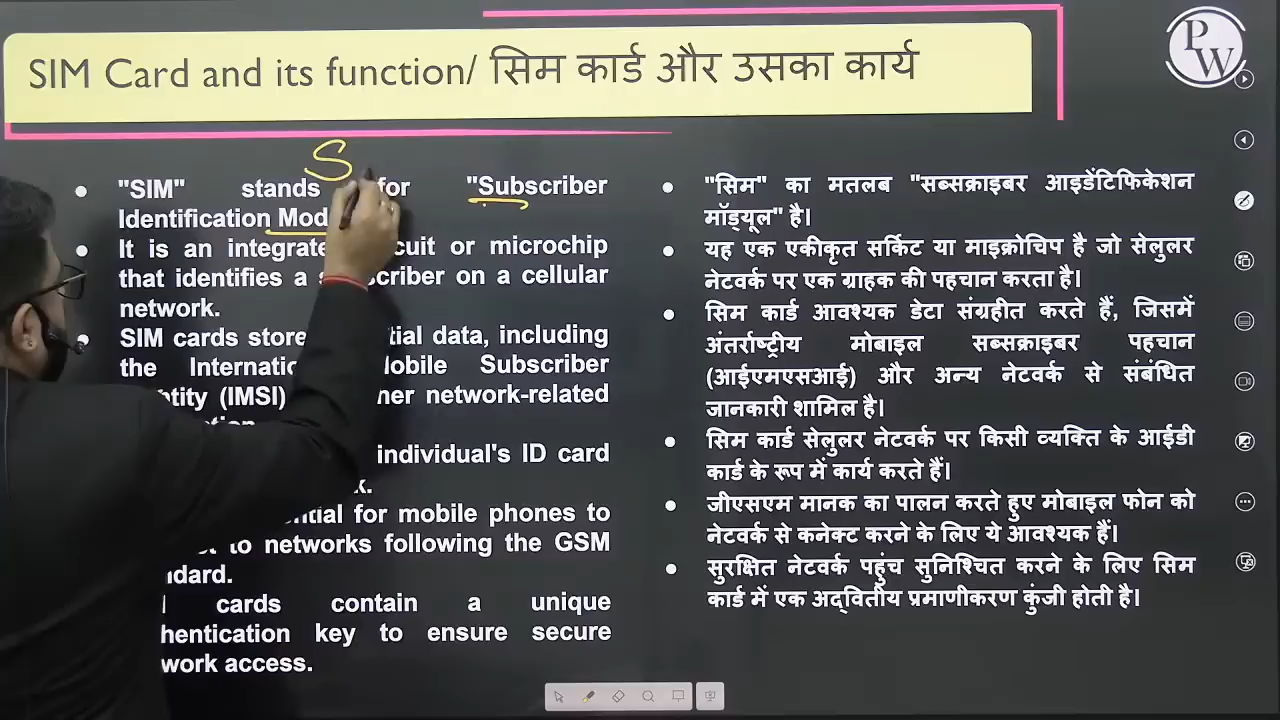 SIM Card and its function/ सिम कार्ड और उसका कार्य
PW
S
"SIM" stands for "Subscriber
Identification Mod
It is an integrate cuit or microchip
that identifies a scriber on a cellular
network.
SIM cards store tial data, including
the Internatio obile Subscriber
ntity (IMSI) ner network-related
individual's ID card
k.
ntial for mobile phones to
to networks following the GSM
ndard.
cards contain a unique
hentication key to ensure secure
work access.
"सिम" का मतलब "सब्सक्राइबर आइडेंटिफिकेशन
मॉड्यूल" है।
यह एक एकीकृत सर्किट या माइक्रोचिप है जो सेलुलर
नेटवर्क पर एक ग्राहक की पहचान करता है।
सिम कार्ड आवश्यक डेटा संग्रहीत करते हैं, जिसमें
अंतर्राष्ट्रीय मोबाइल सब्सक्राइबर पहचान
(आईएमएसआई) और अन्य नेटवर्क से संबंधित
जानकारी शामिल है।
सिम कार्ड सेलुलर नेटवर्क पर किसी व्यक्ति के आईडी
कार्ड के रूप में कार्य करते हैं।
जीएसएम मानक का पालन करते हुए मोबाइल फोन को
नेटवर्क से कनेक्ट करने के लिए ये आवश्यक हैं।
सुरक्षित नेटवर्क पहुंच सुनिश्चित करने के लिए सिम
कार्ड में एक अद्वितीय प्रमाणीकरण कुंजी होती है।